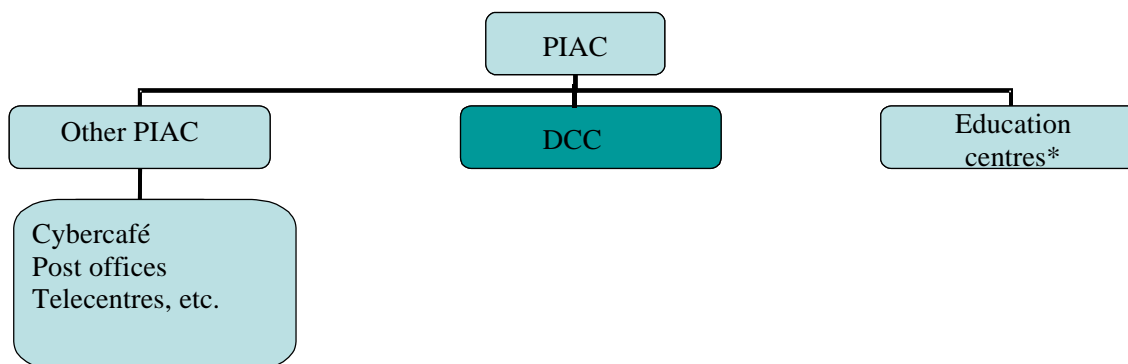 PIAC
Other PIAC
DCC
Education
centres*
Cybercafé
Post offices
Telecentres, etc.